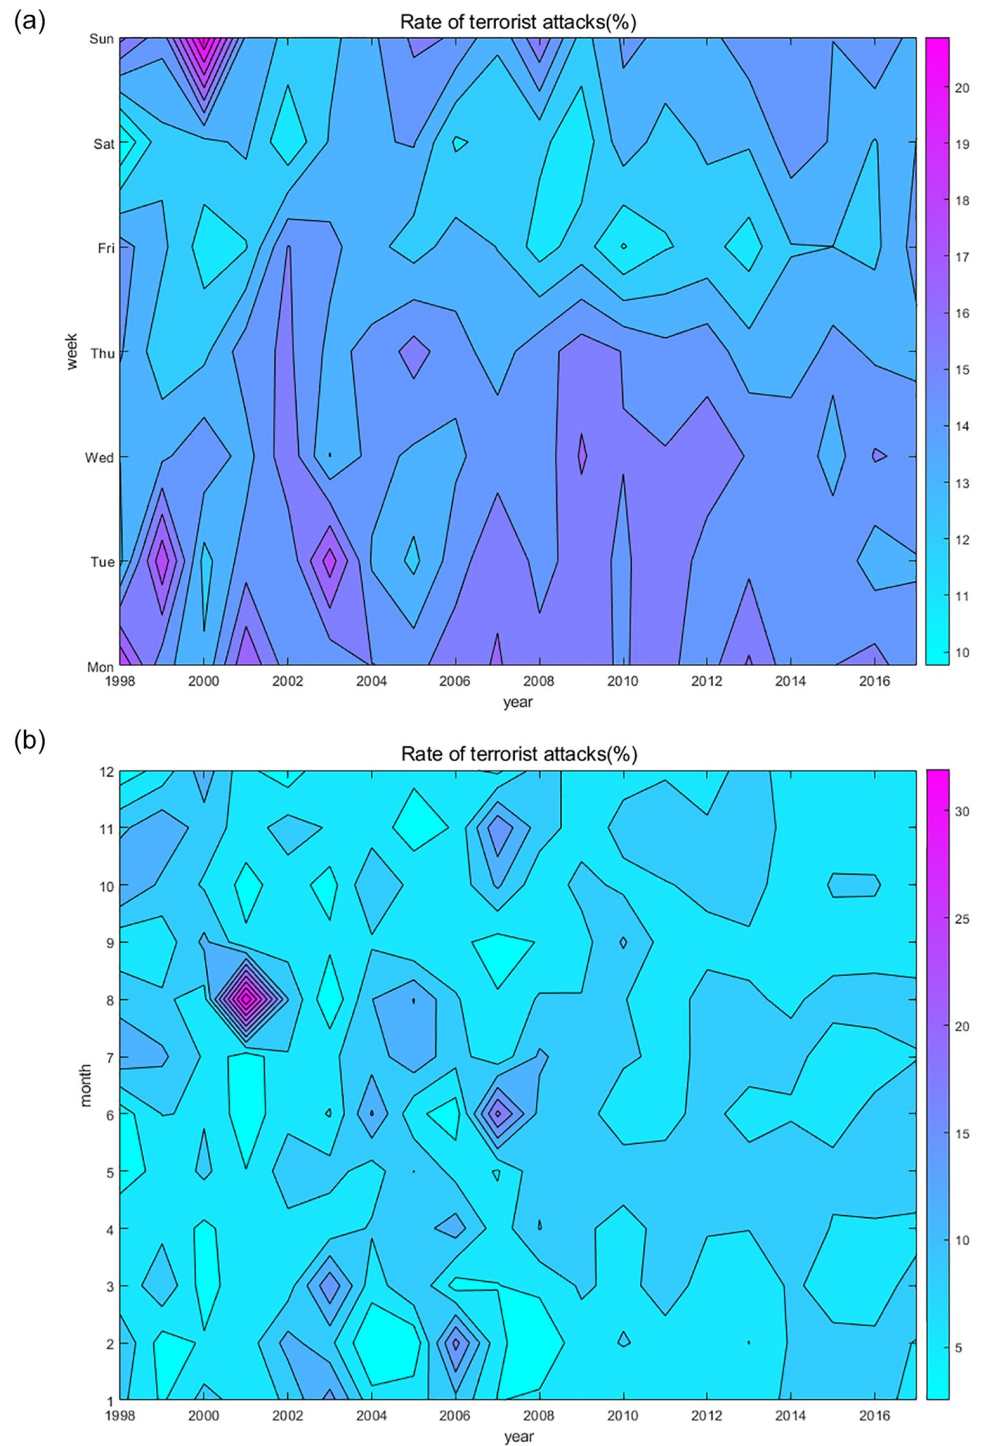 (a)
Rate of terrorist attacks(%)
Sun
Sat
Fri
Thu
Wed
Tue
Mon
week
1998 2000 2002 2004 2006 2008 2010 2012 2014 2016
year
20
19
18
17
16
15
14
13
12
11
10
(b)
Rate of terrorist attacks(%)
12
11
10
9
8
7
6
5
4
3
2
1
month
1998 2000 2002 2004 2006 2008 2010 2012 2014 2016
year
30
25
20
15
10
5